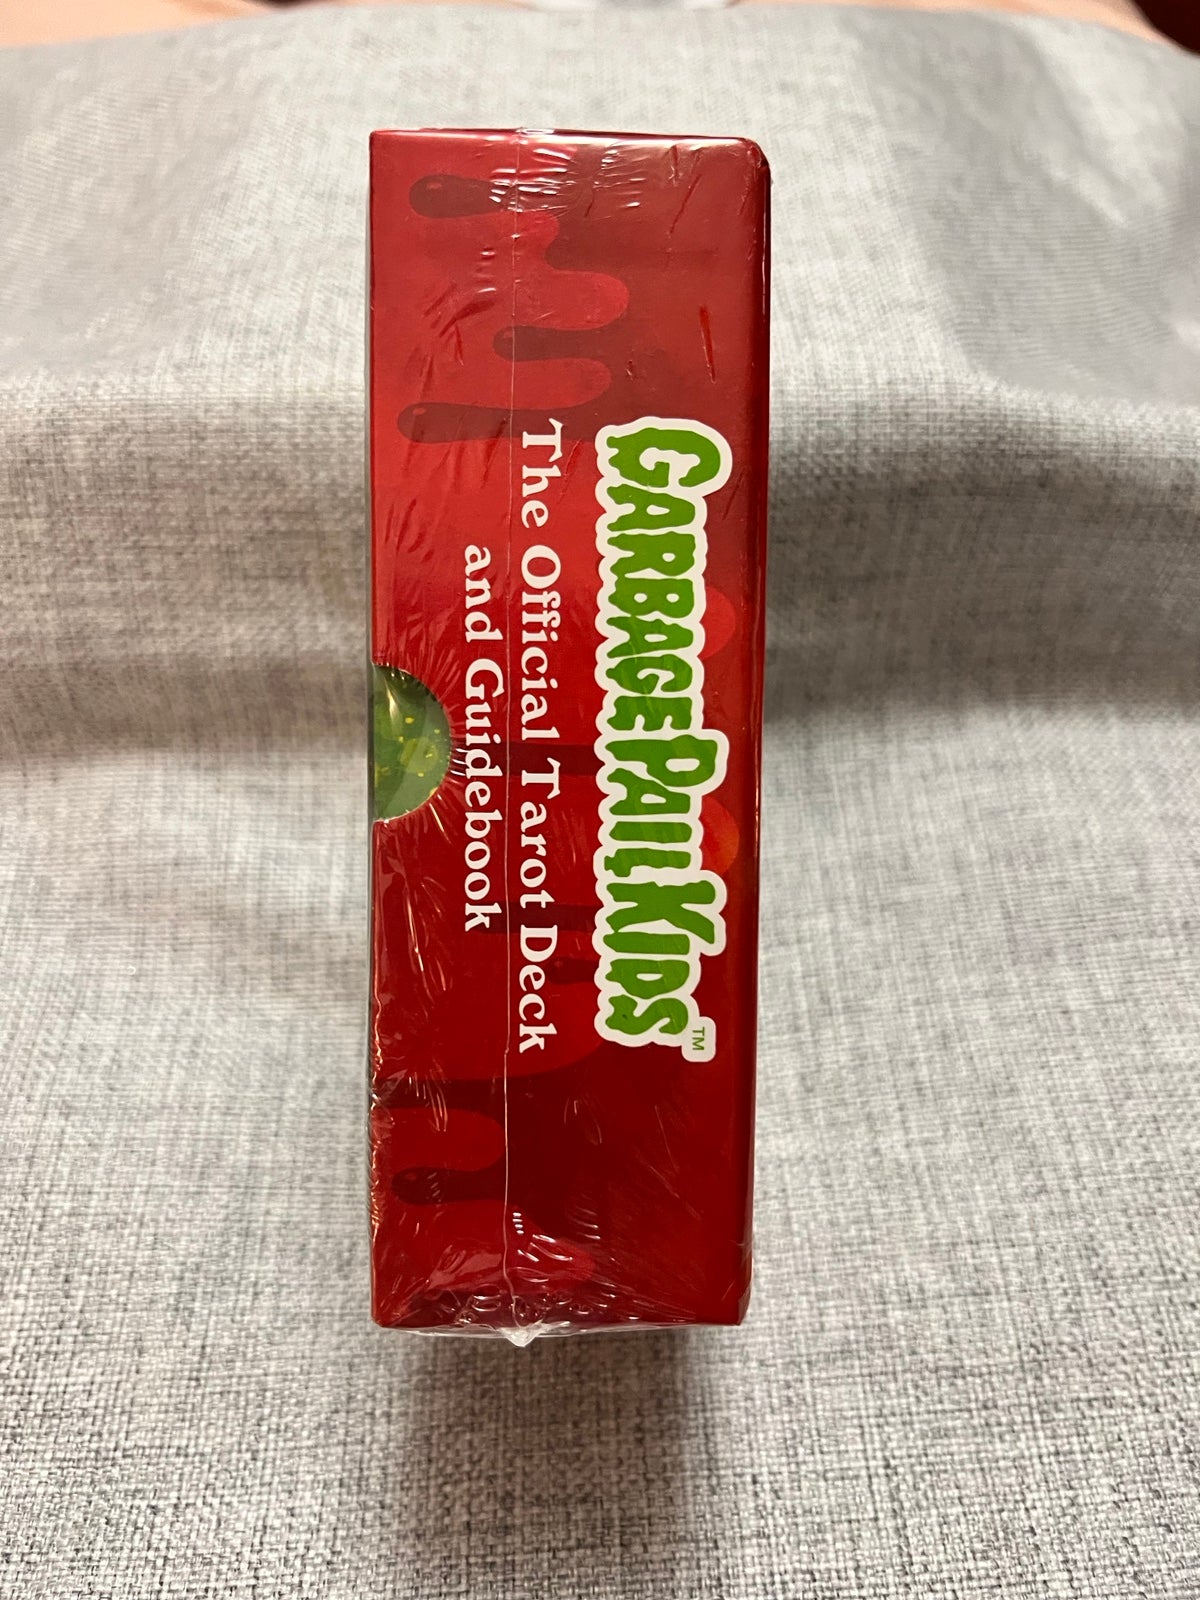 GARBAGE PAIL KIDS™
The Official Tarot Deck
and Guidebook